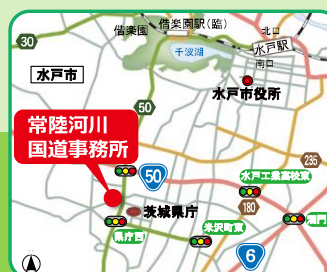 偕楽園
偕楽園駅(臨)
北口
水戸駅
南口
千波湖
30
水戸市
水戸市役所
50
常陸河川
国道事務所
50
235
水戸工業高校東
180
茨城県庁
県庁西
米沢町東
6